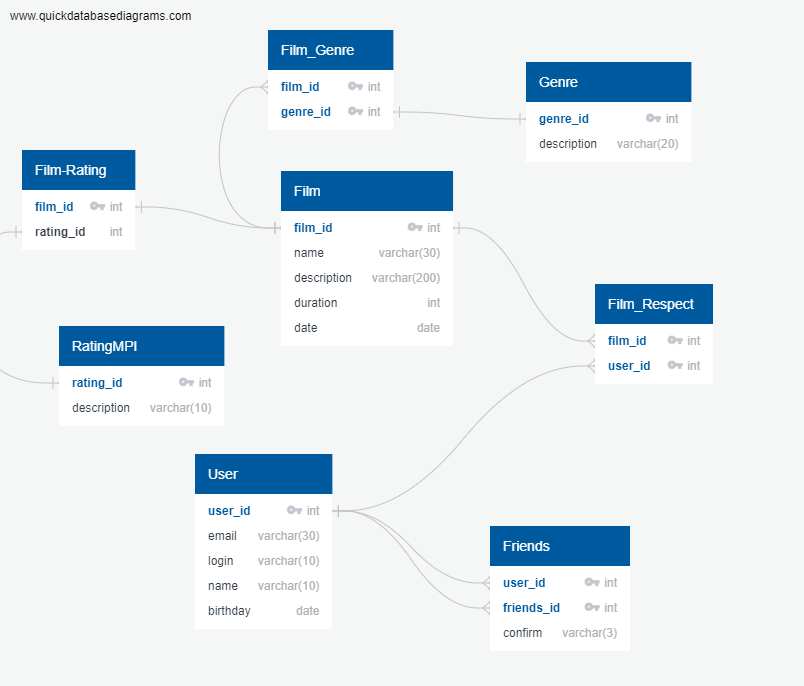 www.quickdatabasediagrams.com
Film_Genre
film_id int
genre_id int
Genre
genre_id int
description varchar(20)
Film-Rating
film_id int
rating_id int
Film
film_id int
name varchar(30)
description varchar(200)
duration int
date date
Film_Respect
film_id int
user_id int
RatingMPI
rating_id int
description varchar(10)
User
user_id int
email varchar(30)
login varchar(10)
name varchar(10)
birthday date
Friends
user_id int
friends_id int
confirm varchar(3)